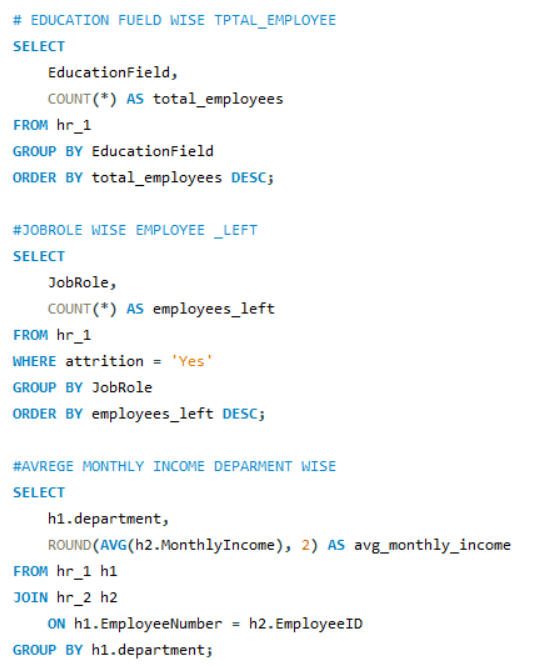 # EDUCATION FUELD WISE TPTAL_EMPLOYEE
SELECT
    EducationField,
    COUNT(*) AS total_employees
FROM hr_1
GROUP BY EducationField
ORDER BY total_employees DESC;

#JOBROLE WISE EMPLOYEE _LEFT
SELECT
    JobRole,
    COUNT(*) AS employees_left
FROM hr_1
WHERE attrition = 'Yes'
GROUP BY JobRole
ORDER BY employees_left DESC;

#AVREGE MONTHLY INCOME DEPARMENT WISE
SELECT
    h1.department,
    ROUND(AVG(h2.MonthlyIncome), 2) AS avg_monthly_income
FROM hr_1 h1
JOIN hr_2 h2
    ON h1.EmployeeNumber = h2.EmployeeID
GROUP BY h1.department;